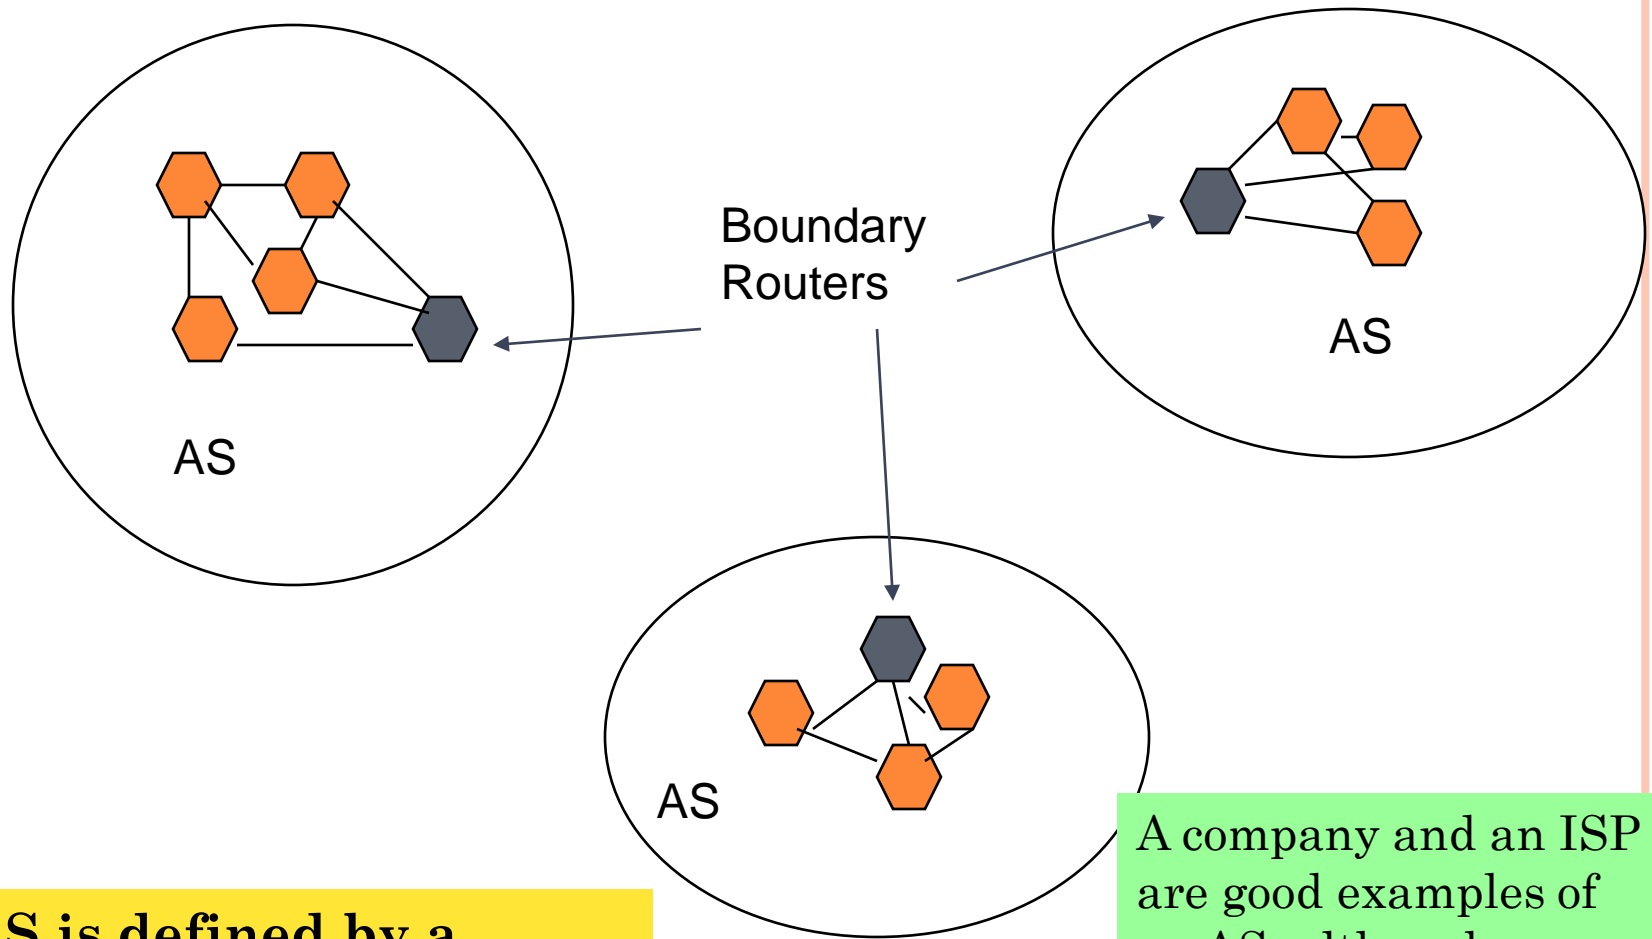 Boundary
Routers
AS
AS
AS
S is defined by a
A company and an ISP
are good examples of